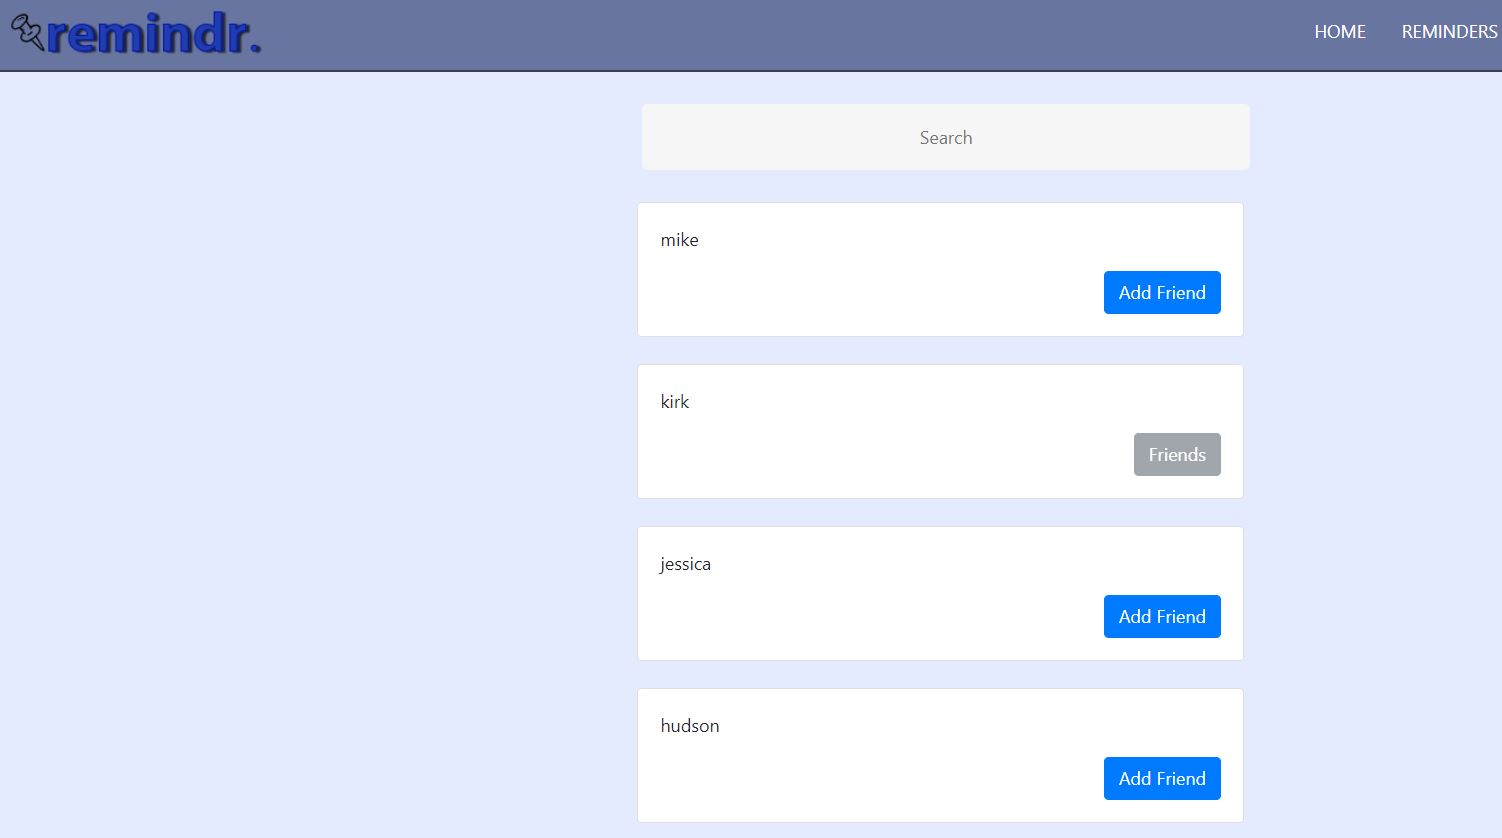 remindr.
HOME REMINDERS
Search
mike
Add Friend
kirk
Friends
jessica
Add Friend
hudson
Add Friend